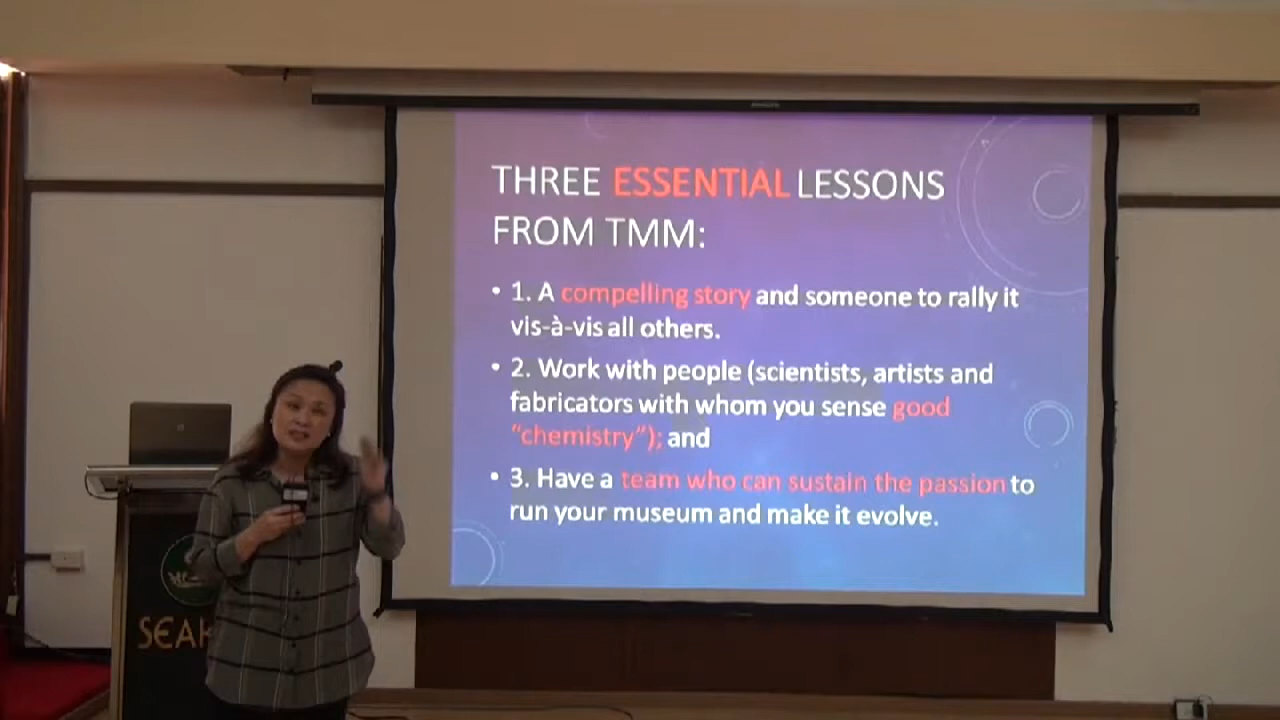 THREE ESSENTIAL LESSONS
FROM TMM:
• 1. A compelling story and someone to rally it
vis-à-vis all others.
• 2. Work with people (scientists, artists and
fabricators with whom you sense good
“chemistry”); and
• 3. Have a team who can sustain the passion to
run your museum and make it evolve.